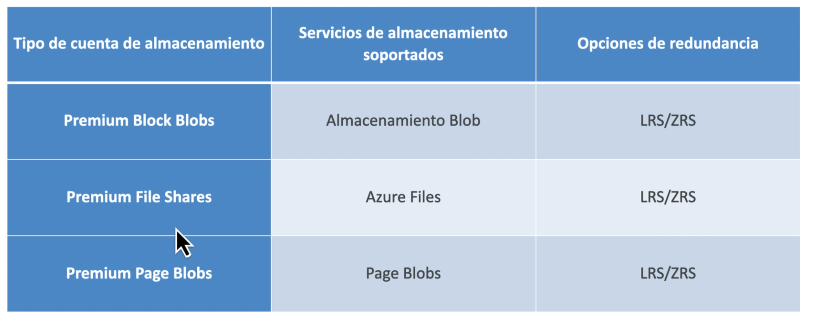 Tipo de cuenta de almacenamiento
Servicios de almacenamiento
soportados
Opciones de redundancia
Premium Block Blobs
Almacenamiento Blob
LRS/ZRS
Premium File Shares
Azure Files
LRS/ZRS
Premium Page Blobs
Page Blobs
LRS/ZRS